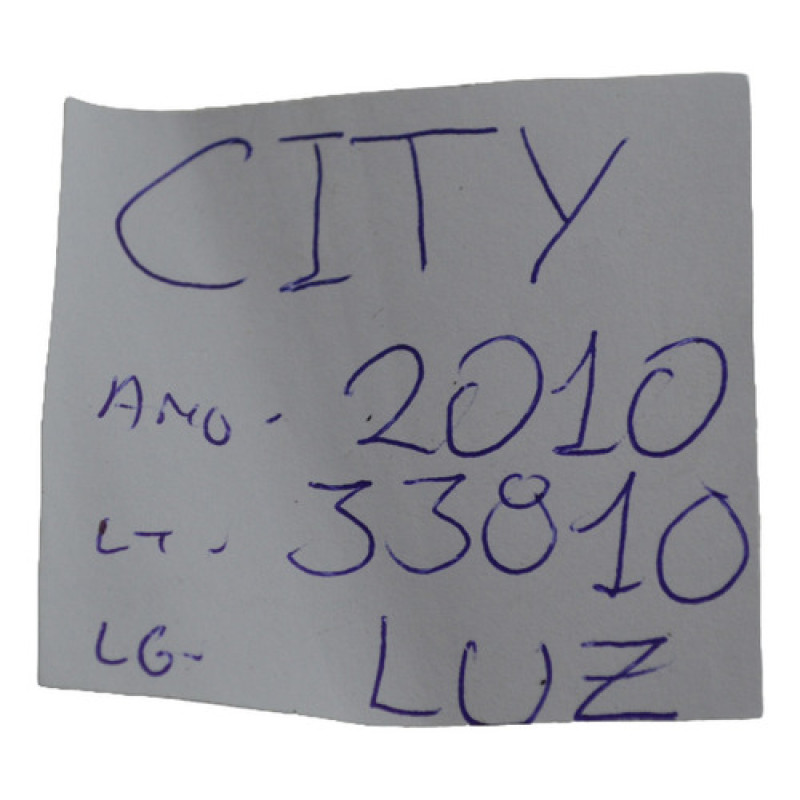 CITY
ANO - 2010
LT - 33810
LG - LUZ